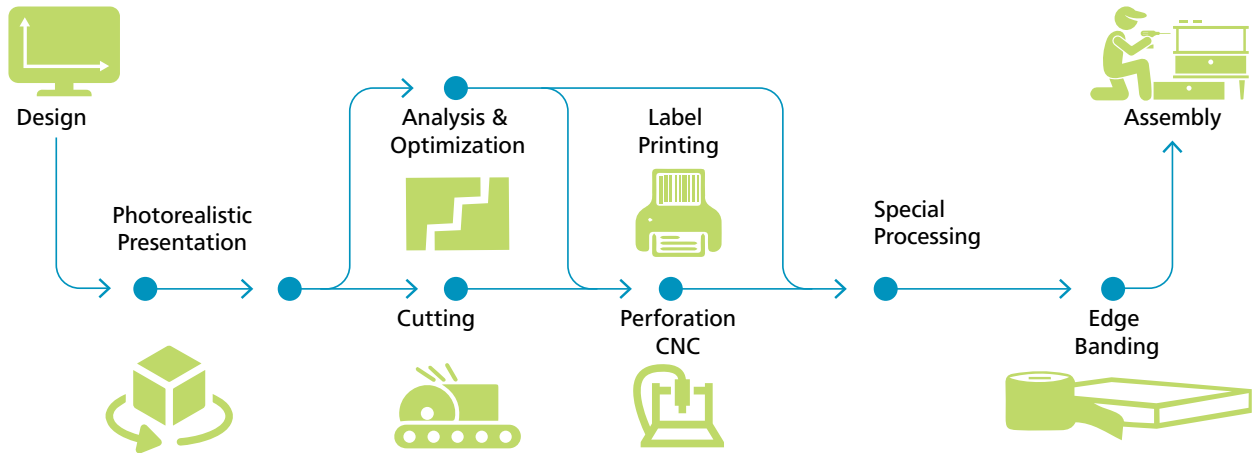 Design
Photorealistic
Presentation
Analysis &
Optimization
Cutting
Label
Printing
Perforation
CNC
Special
Processing
Edge
Banding
Assembly